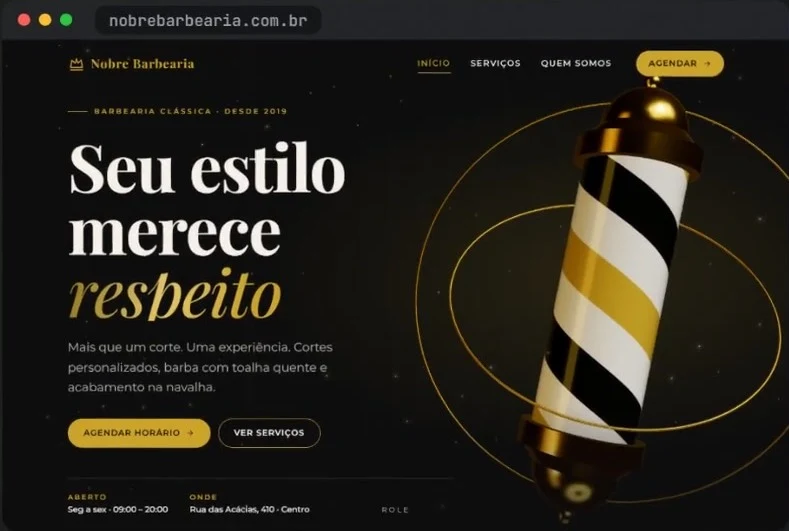 nobrebarbearia.com.br
Nobre Barbearia
INÍCIO SERVIÇOS QUEM SOMOS AGENDAR →
BARBEARIA CLÁSSICA · DESDE 2019
Seu estilo
merece
respeito
Mais que um corte. Uma experiência. Cortes
personalizados, barba com toalha quente e
acabamento na navalha.
AGENDAR HORÁRIO → VER SERVIÇOS
ABERTO ONDE
Seg a sex · 09:00 – 20:00 Rua das Acácias, 410 · Centro ROLE